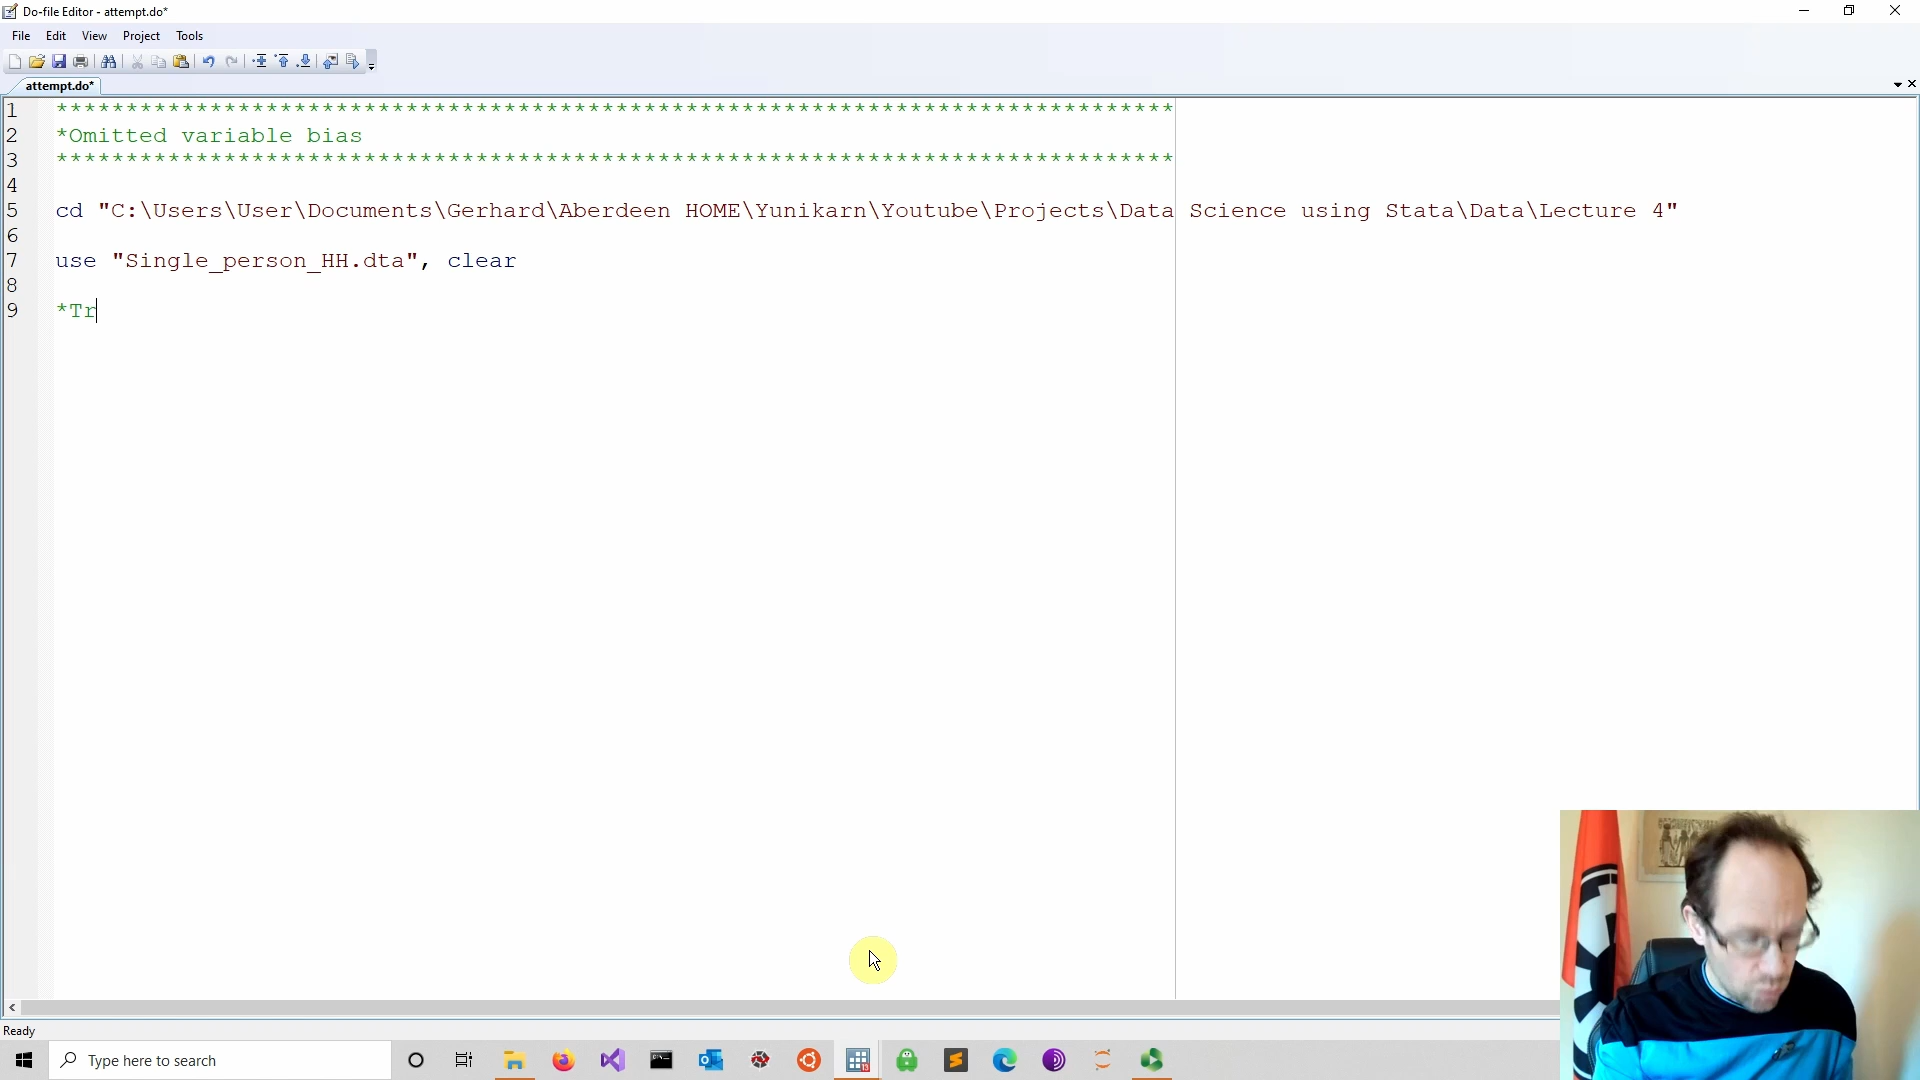 Do-file Editor - attempt.do*
File Edit View Project Tools
attempt.do*
1 ********************************************************************************
2 *Omitted variable bias
3 ********************************************************************************
4
5 cd "C:\Users\User\Documents\Gerhard\Aberdeen HOME\Yunikarn\Youtube\Projects\Data Science using Stata\Data\Lecture 4"
6
7 use "Single_person_HH.dta", clear
8
9 *Tr
Ready
Type here to search
13